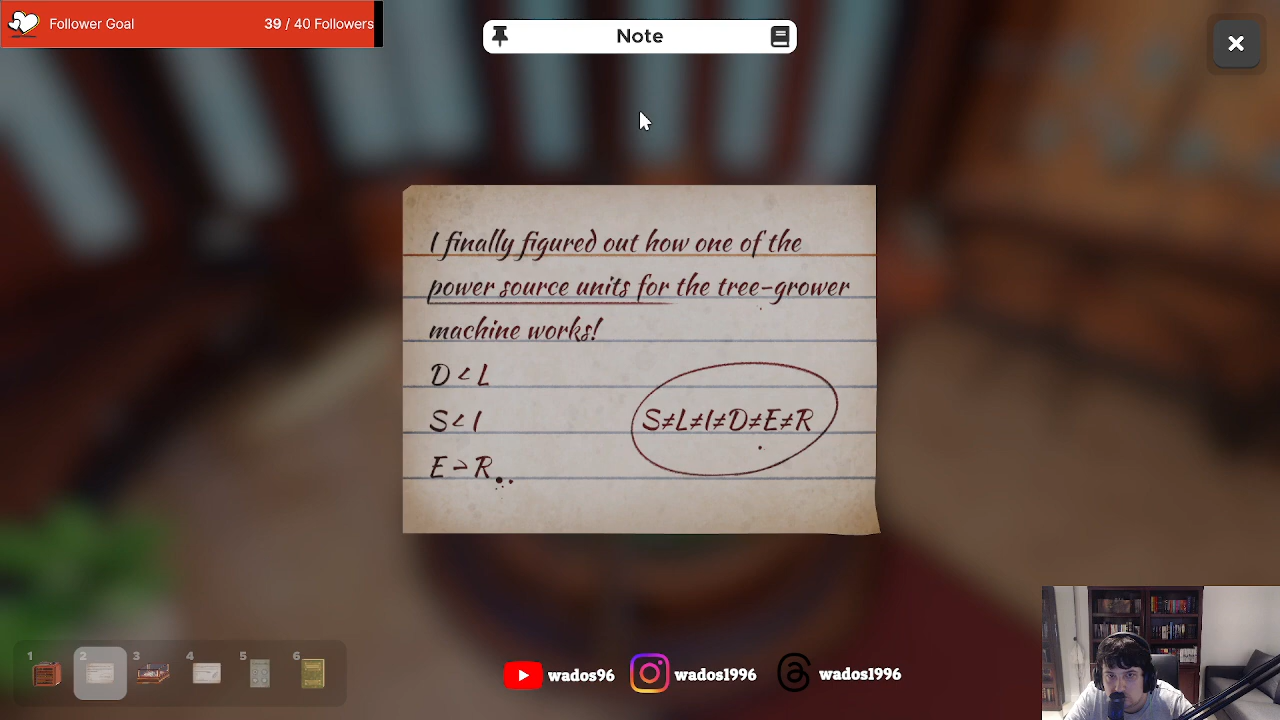 Follower Goal 39 / 40 Followers
Note
I finally figured out how one of the
power source units for the tree-grower
machine works!
D < L
S < I
S≠L≠I≠D≠E≠R
E > R
1 2 3 4 5 6
wados96 wados1996 wados1996